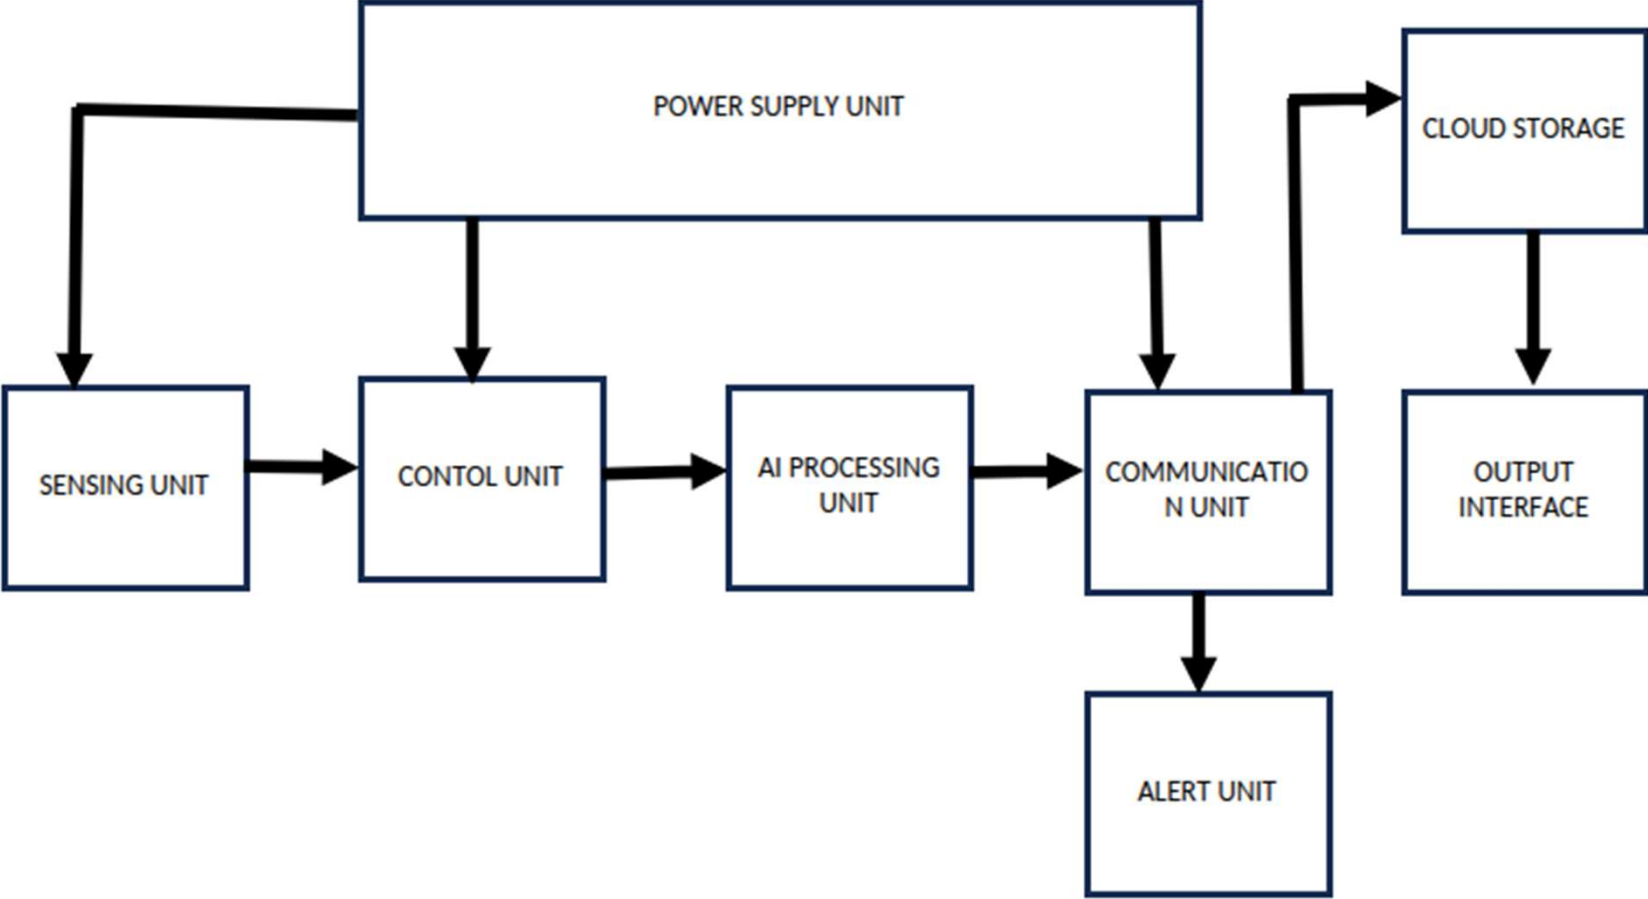 POWER SUPPLY UNIT
CLOUD STORAGE
SENSING UNIT
CONTOL UNIT
AI PROCESSING
UNIT
COMMUNICATIO
N UNIT
OUTPUT
INTERFACE
ALERT UNIT